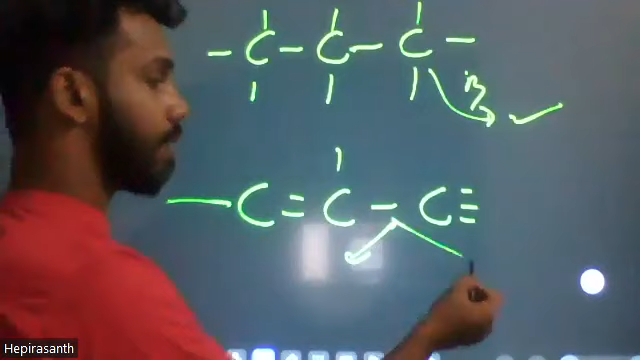 – C – C – C –
– C = C – C ≡
Hepirasanth